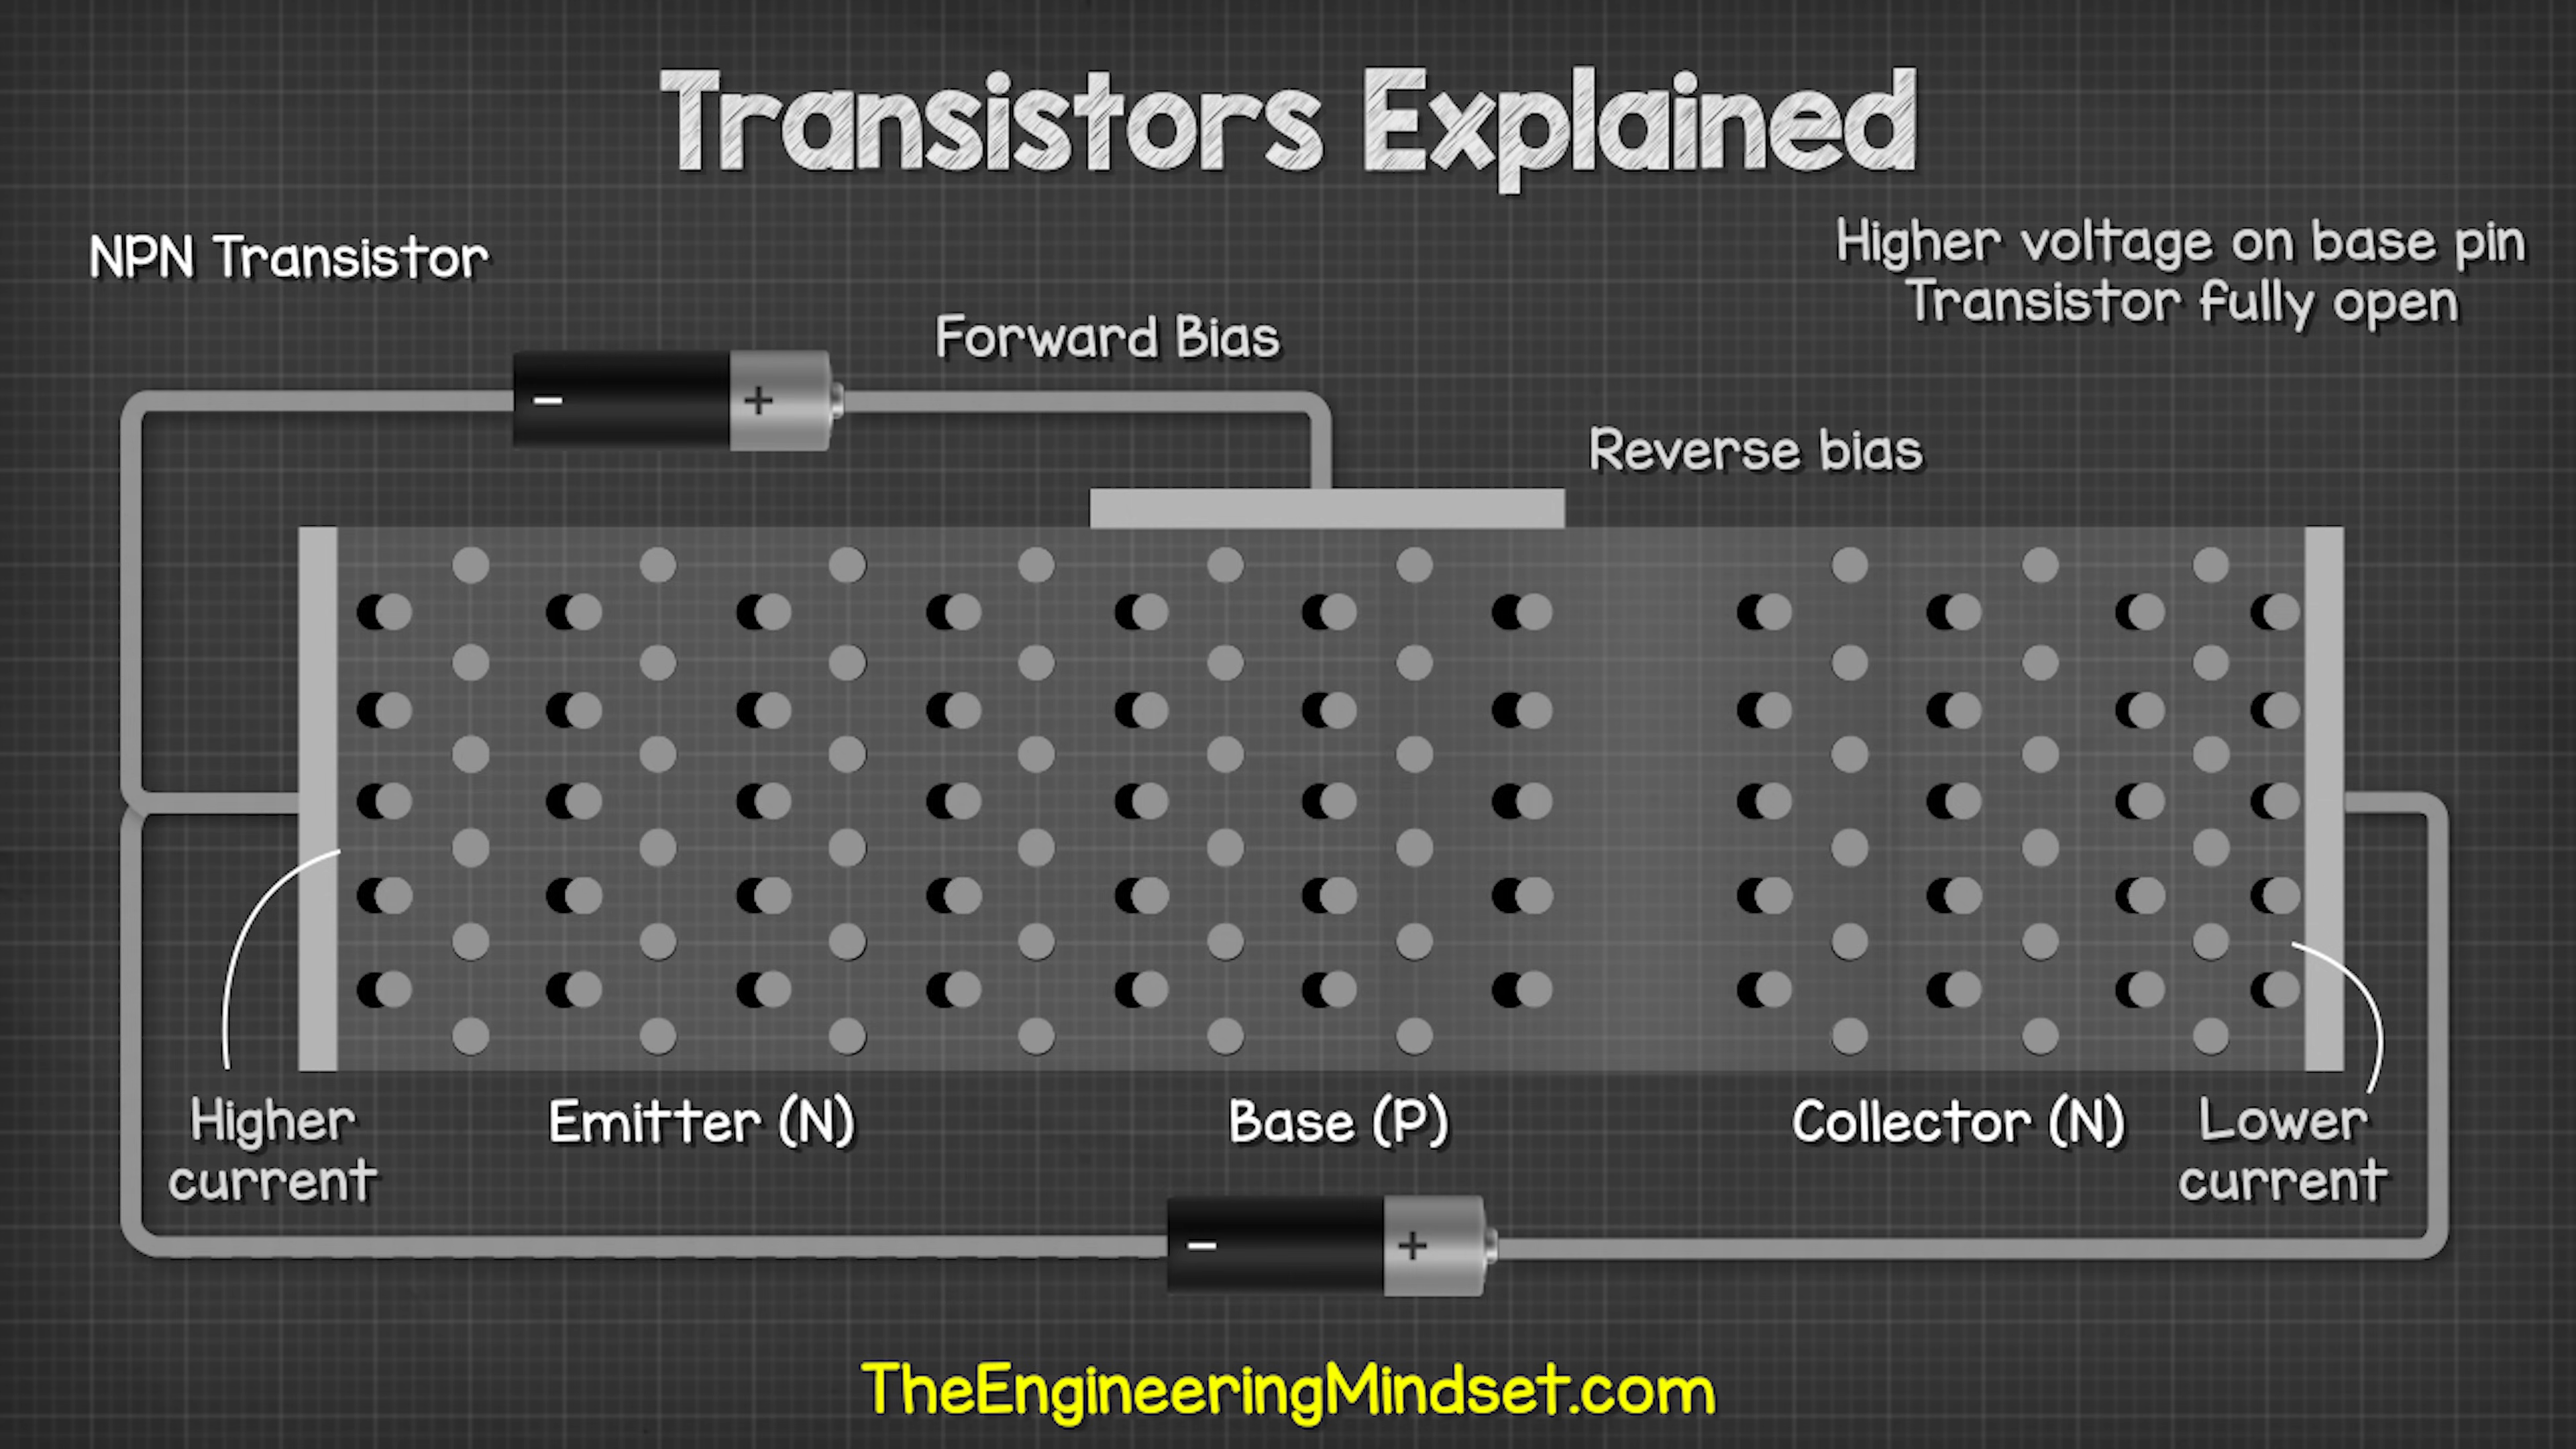 Transistors Explained
NPN Transistor
Higher voltage on base pin
Transistor fully open
Forward Bias
- +
Reverse bias
Higher
current
Emitter (N)
Base (P)
Collector (N)
Lower
current
- +
TheEngineeringMindset.com